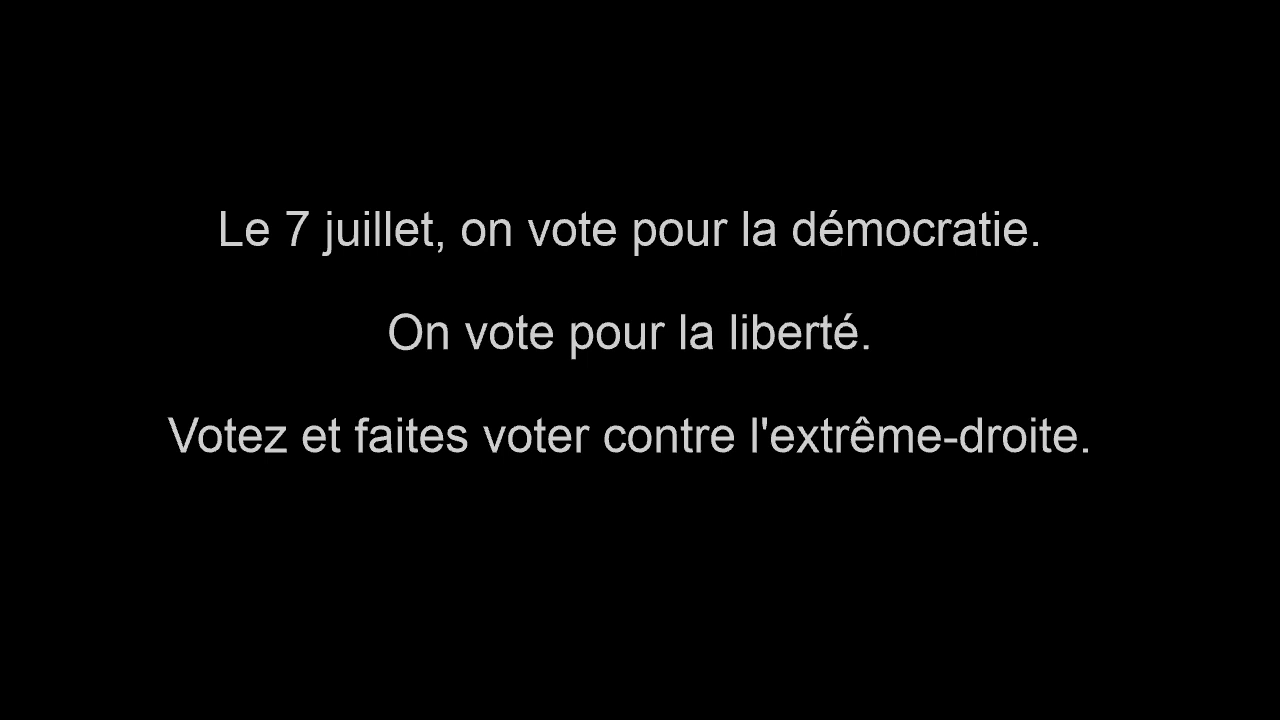 Le 7 juillet, on vote pour la démocratie.
On vote pour la liberté.
Votez et faites voter contre l'extrême-droite.